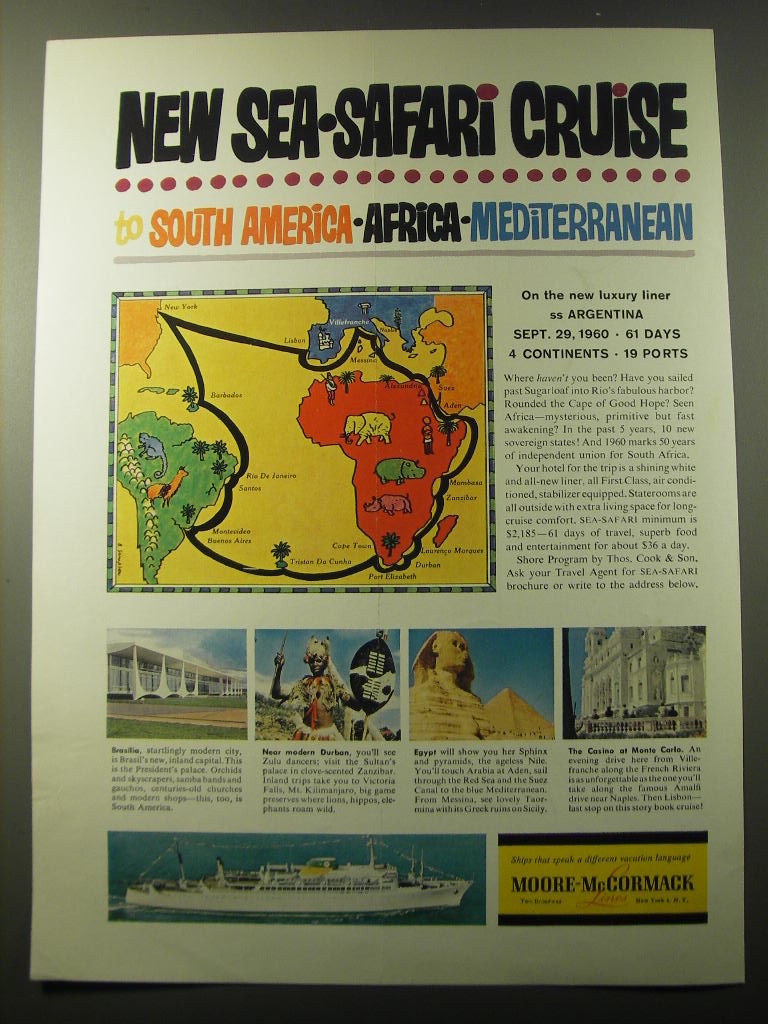 NEW SEA·SAFARI CRUISE
to SOUTH AMERICA·AFRICA·MEDITERRANEAN
New York
Lisbon
Villefranche
Naples
Messina
Alexandria
Suez
Aden
Barbados
Rio De Janeiro
Santos
Montevideo
Buenos Aires
Tristan Da Cunha
Cape Town
Port Elizabeth
Durban
Lourenço Marques
Zanzibar
Mombasa
On the new luxury liner
ss ARGENTINA
SEPT. 29, 1960 · 61 DAYS
4 CONTINENTS · 19 PORTS
Where haven't you been? Have you sailed
past Sugarloaf into Rio's fabulous harbor?
Rounded the Cape of Good Hope? Seen
Africa—mysterious, primitive but fast
awakening? In the past 5 years, 10 new
sovereign states! And 1960 marks 50 years
of independent union for South Africa.
Your hotel for the trip is a shining white
and all-new liner, all First Class, air condi-
tioned, stabilizer equipped. Staterooms are
all outside with extra living space for long-
cruise comfort. SEA-SAFARI minimum is
$2,185—61 days of travel, superb food
and entertainment for about $36 a day.
Shore Program by Thos. Cook & Son.
Ask your Travel Agent for SEA-SAFARI
brochure or write to the address below.
Brasilia, startlingly modern city,
is Brasil's new, inland capital. This
is the President's palace. Orchids
and skyscrapers, samba bands and
gauchos, centuries-old churches
and modern shops—this, too, is
South America.
Near modern Durban, you'll see
Zulu dancers; visit the Sultan's
palace in clove-scented Zanzibar.
Inland trips take you to Victoria
Falls, Mt. Kilimanjaro, big game
preserves where lions, hippos, ele-
phants roam wild.
Egypt will show you her Sphinx
and pyramids, the ageless Nile.
You'll touch Arabia at Aden, sail
through the Red Sea and the Suez
Canal to the blue Mediterranean.
From Messina, see lovely Taor-
mina with its Greek ruins on Sicily.
The Casino at Monte Carlo. An
evening drive here from Ville-
franche along the French Riviera
is as unforgettable as the one you'll
take along the famous Amalfi
drive near Naples. Then Lisbon—
last stop on this story book cruise!
Ships that speak a different vacation language
MOORE-McCORMACK
Lines
Two Broadway
New York 4, N. Y.